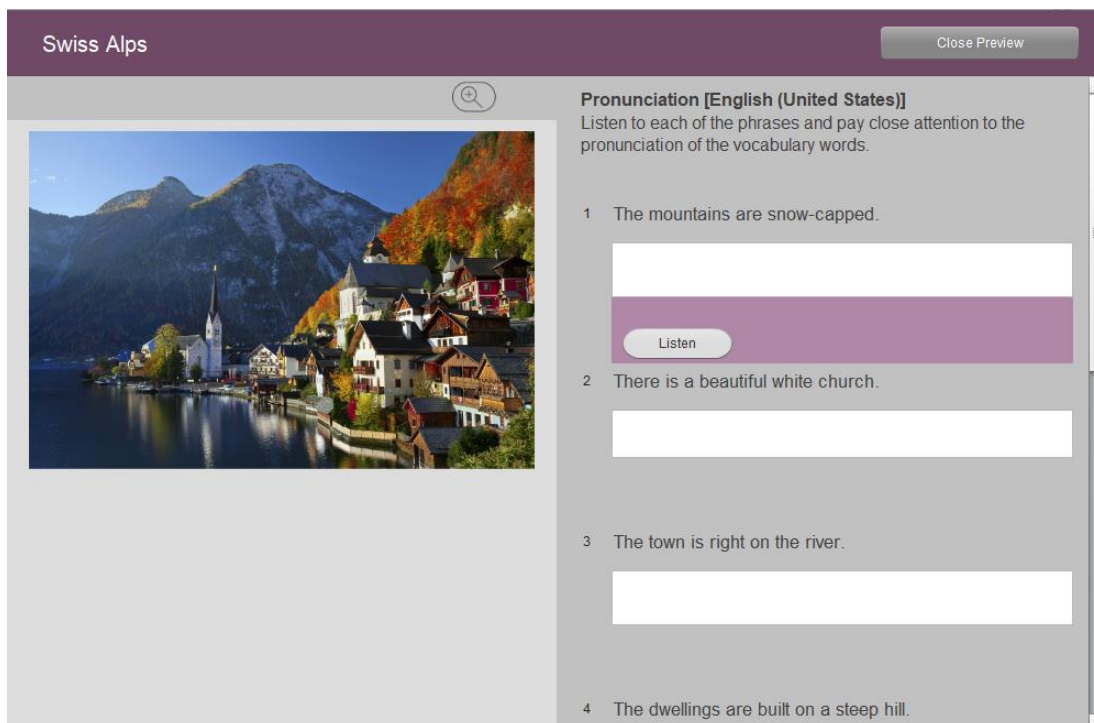 Swiss Alps
Close Preview
Pronunciation [English (United States)]
Listen to each of the phrases and pay close attention to the
pronunciation of the vocabulary words.
1 The mountains are snow-capped.
Listen
2 There is a beautiful white church.
3 The town is right on the river.
4 The dwellings are built on a steep hill.